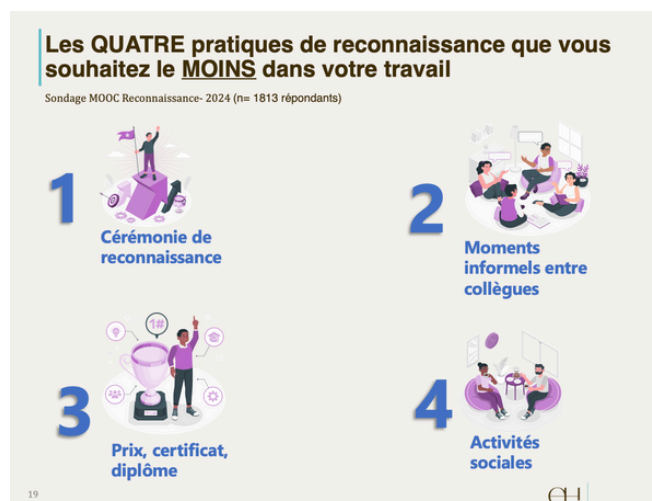 Les QUATRE pratiques de reconnaissance que vous
souhaitez le MOINS dans votre travail
Sondage MOOC Reconnaissance- 2024 (n= 1813 répondants)
1
Cérémonie de
reconnaissance
2
Moments
informels entre
collègues
1#
3
Prix, certificat,
diplôme
4
Activités
sociales
19